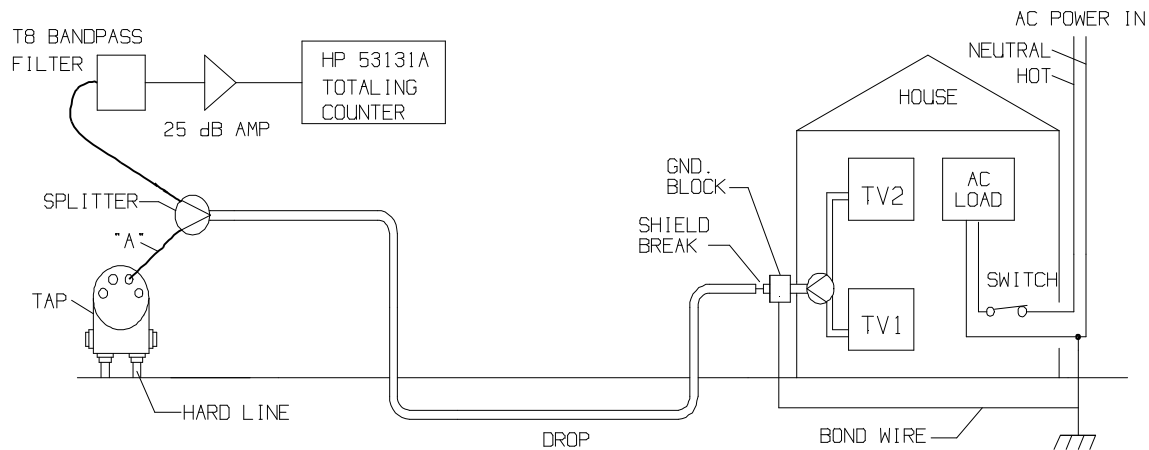 T8 BANDPASS
FILTER
HP 53131A
TOTALING
COUNTER
25 dB AMP
SPLITTER
"A"
TAP
HARD LINE
DROP
SHIELD
BREAK
GND.
BLOCK
HOUSE
TV2
TV1
AC
LOAD
SWITCH
AC POWER IN
NEUTRAL
HOT
BOND WIRE